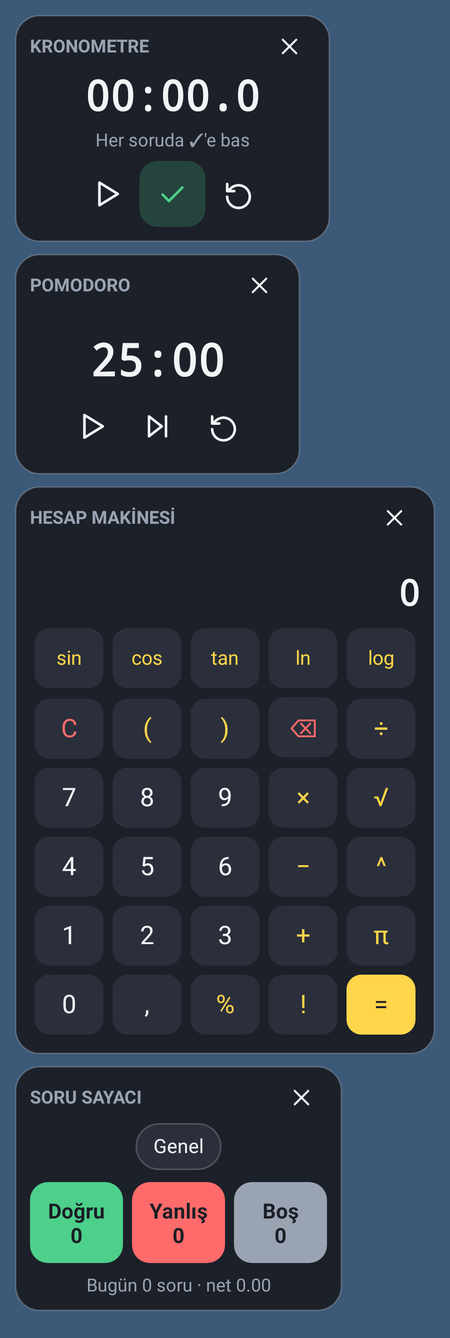 KRONOMETRE
00:00.0
Her soruda ✓'e bas
POMODORO
25:00
HESAP MAKİNESİ
0
sin cos tan ln log
C ( ) ⌫ ÷
7 8 9 × √
4 5 6 − ^
1 2 3 + π
0 , % ! =
SORU SAYACI
Genel
Doğru Yanlış Boş
0 0 0
Bugün 0 soru · net 0.00